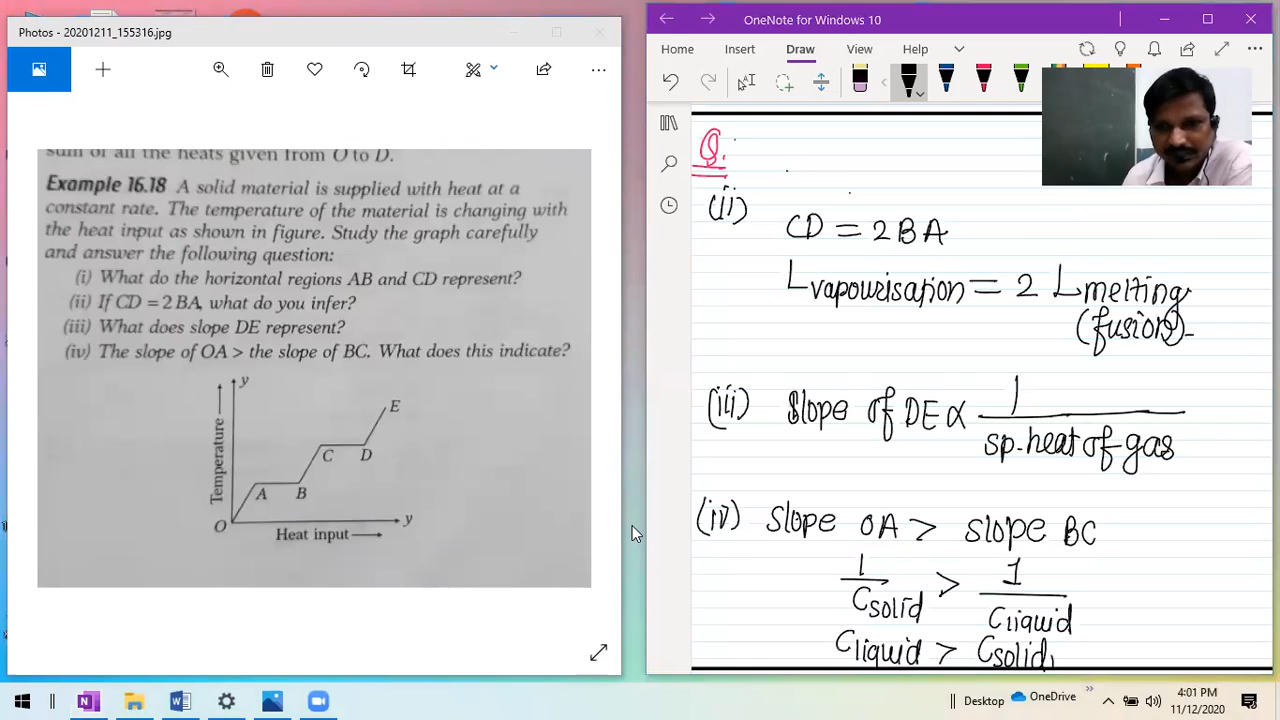 Photos - 20201211_155316.jpg
sum of all the heats given from O to D.
Example 16.18 A solid material is supplied with heat at a
constant rate. The temperature of the material is changing with
the heat input as shown in figure. Study the graph carefully
and answer the following question:
(i) What do the horizontal regions AB and CD represent?
(ii) If CD = 2 BA, what do you infer?
(iii) What does slope DE represent?
(iv) The slope of OA > the slope of BC. What does this indicate?
y
E
C D
Temperature
A B
O
y
Heat input
OneNote for Windows 10
Home Insert Draw View Help
Q.
(ii) CD = 2BA
Lvapourisation = 2 Lmelting
(fusion)
(iii) Slope of DE ∝ 1
sp. heat of gas
(iv) Slope OA > slope BC
1 > 1
Csolid Cliquid
Cliquid > Csolid
Desktop OneDrive
4:01 PM
11/12/2020